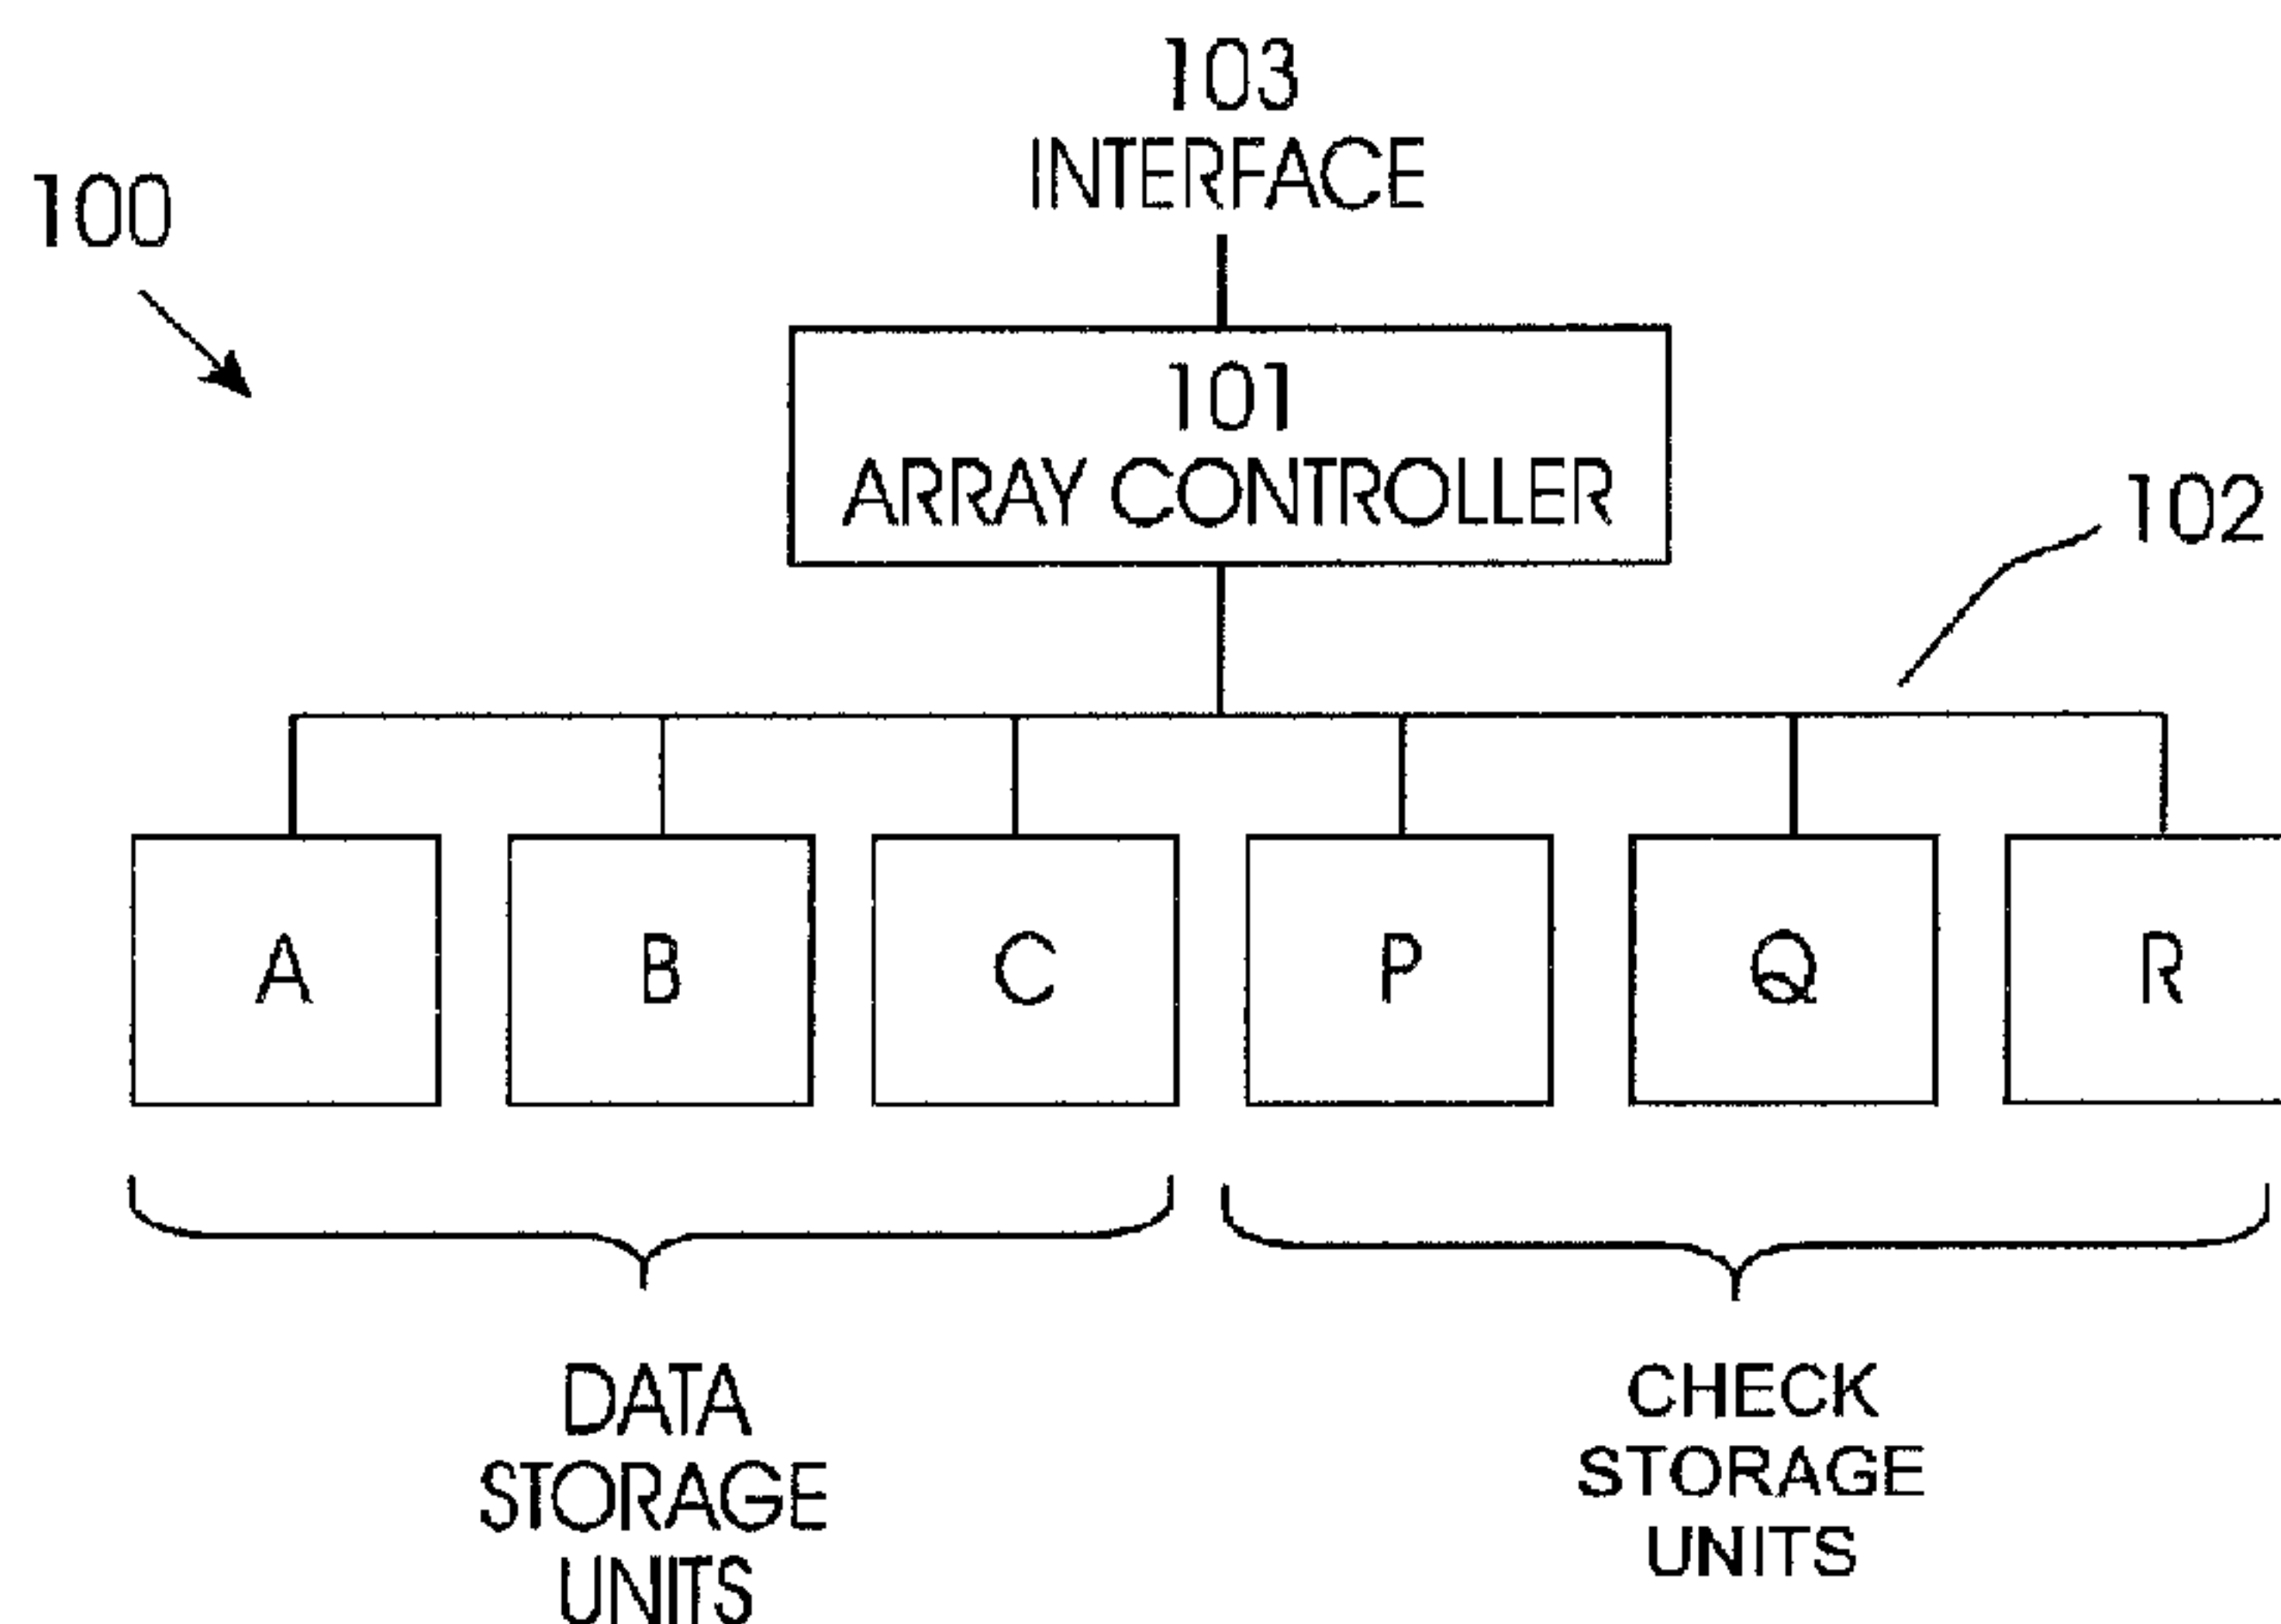 103
INTERFACE
100
101
ARRAY CONTROLLER
102
A B C P Q R
DATA
STORAGE
UNITS
CHECK
STORAGE
UNITS